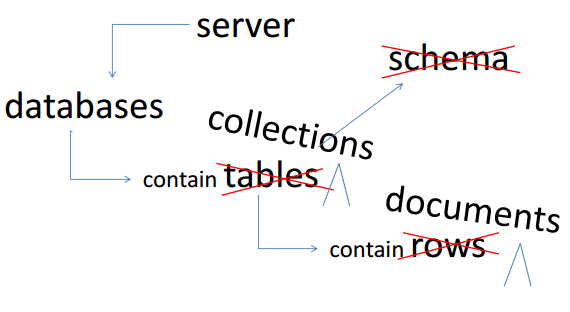 server
schema
databases
collections
contain tables
documents
contain rows